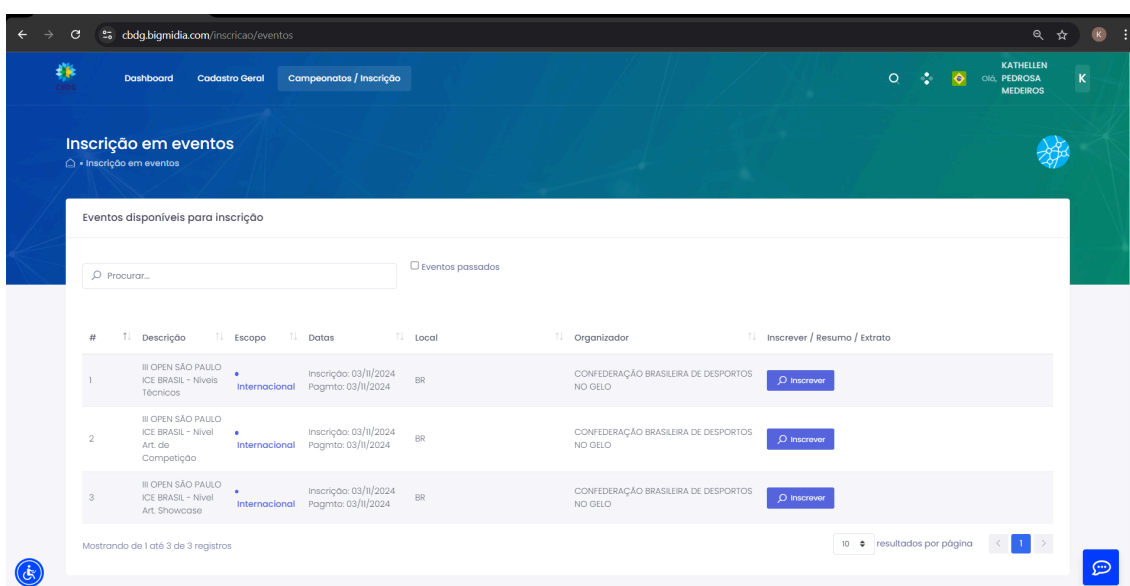 cbdg.bigmidia.com/inscricao/eventos
K
Dashboard
Cadastro Geral
Campeonatos / Inscrição
Olá,
KATHELLEN
PEDROSA
MEDEIROS
K
Inscrição em eventos
• Inscrição em eventos
Eventos disponíveis para inscrição
Procurar...
Eventos passados
# Descrição Escopo Datas Local Organizador Inscrever / Resumo / Extrato
1
III OPEN SÃO PAULO
ICE BRASIL - Níveis
Técnicos
• Internacional
Inscrição: 03/11/2024
Pagmto: 03/11/2024
BR
CONFEDERAÇÃO BRASILEIRA DE DESPORTOS
NO GELO
Inscrever
2
III OPEN SÃO PAULO
ICE BRASIL - Nivel
Art. de
Competição
• Internacional
Inscrição: 03/11/2024
Pagmto: 03/11/2024
BR
CONFEDERAÇÃO BRASILEIRA DE DESPORTOS
NO GELO
Inscrever
3
III OPEN SÃO PAULO
ICE BRASIL - Nivel
Art. Showcase
• Internacional
Inscrição: 03/11/2024
Pagmto: 03/11/2024
BR
CONFEDERAÇÃO BRASILEIRA DE DESPORTOS
NO GELO
Inscrever
Mostrando de 1 até 3 de 3 registros
10 resultados por página
< 1 >